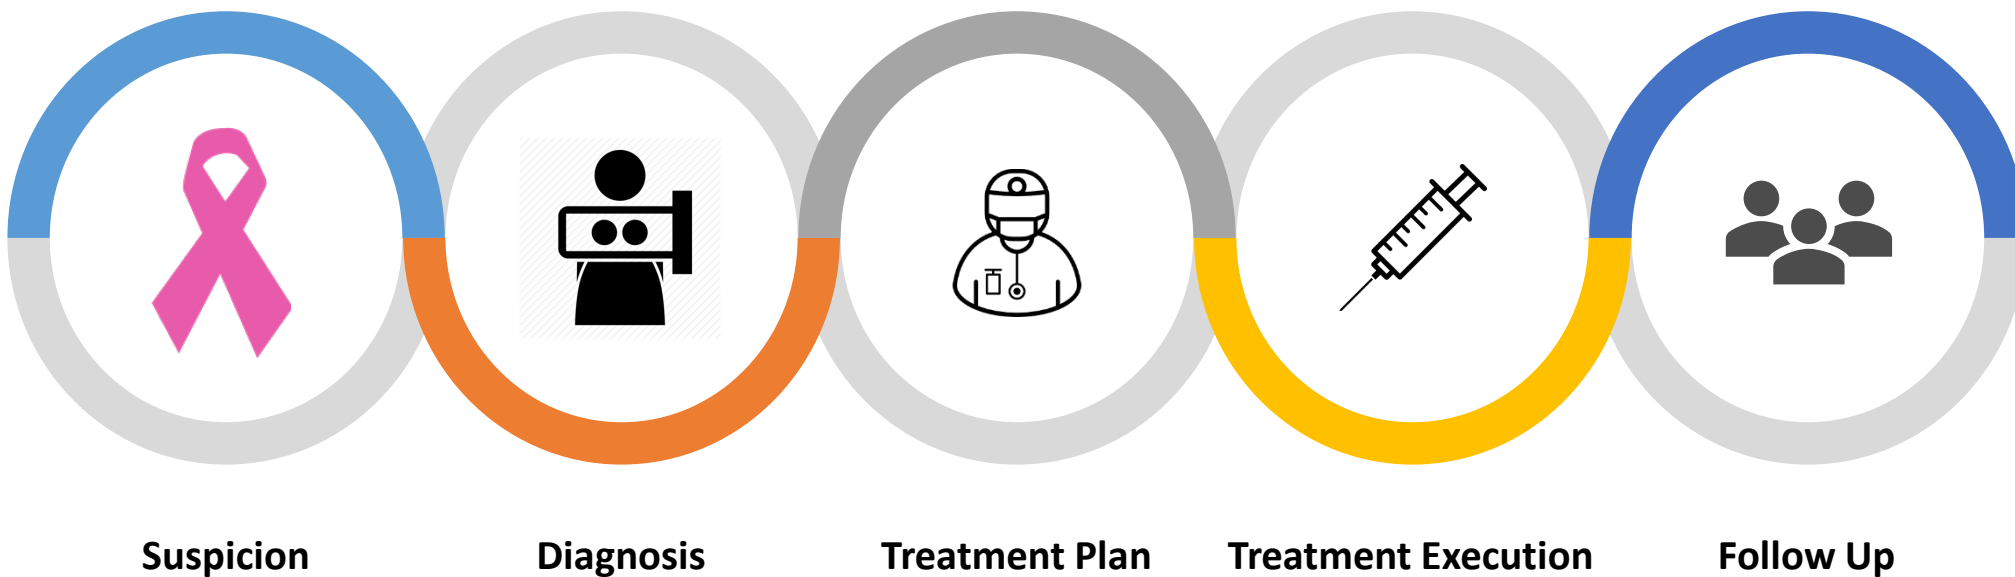 Suspicion
Diagnosis
Treatment Plan
Treatment Execution
Follow Up